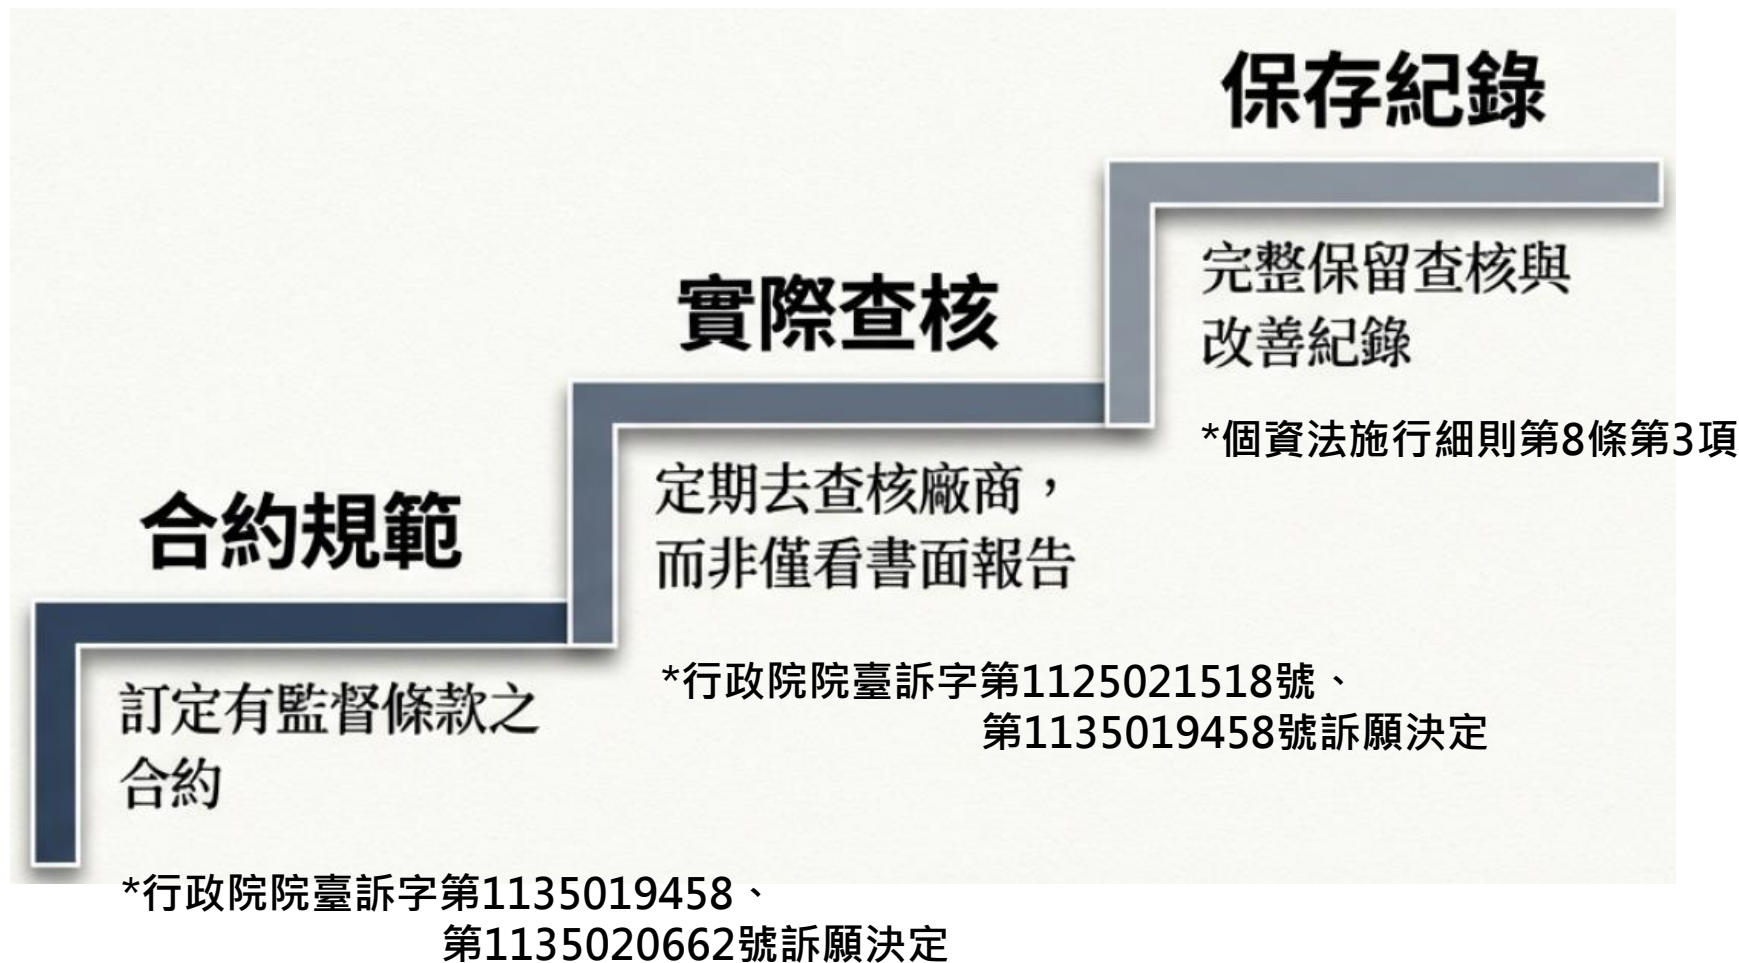 合約規範
訂定有監督條款之
合約
*行政院院臺訴字第1135019458、
第1135020662號訴願決定
實際查核
定期去查核廠商，
而非僅看書面報告
*行政院院臺訴字第1125021518號、
第1135019458號訴願決定
保存紀錄
完整保留查核與
改善紀錄
*個資法施行細則第8條第3項